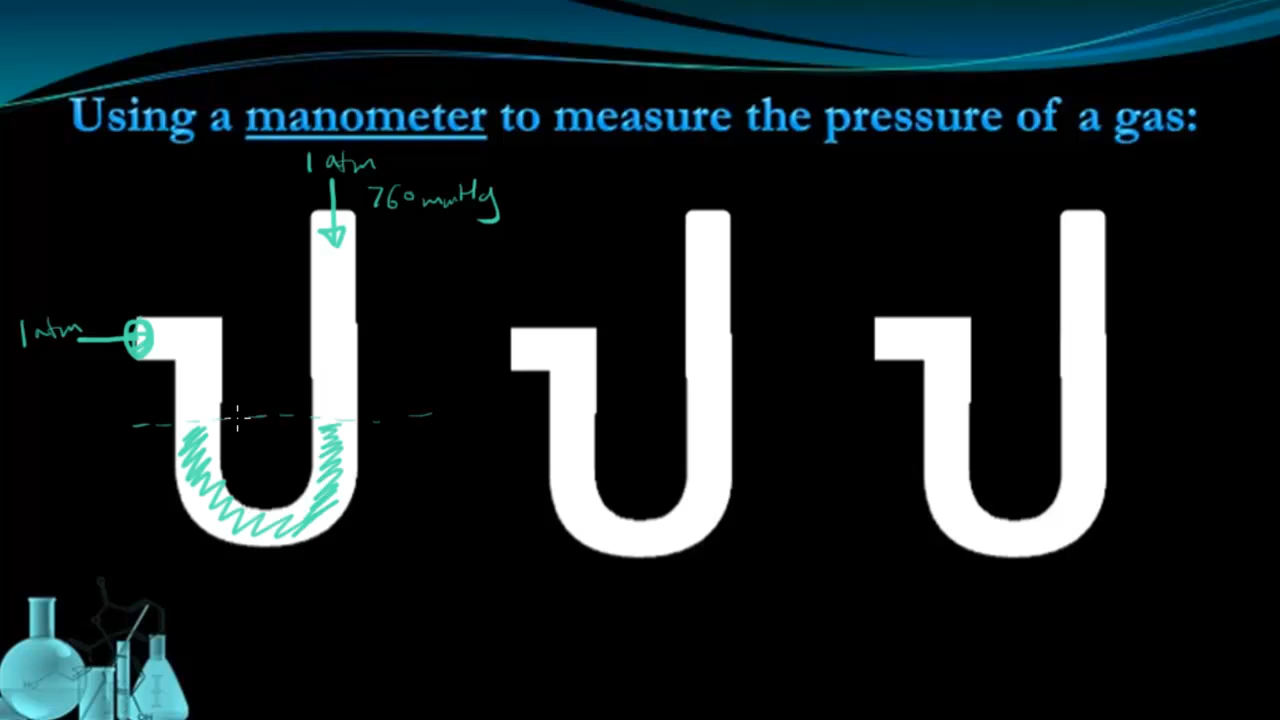 Using a manometer to measure the pressure of a gas:
1 atm
760 mmHg
1 atm